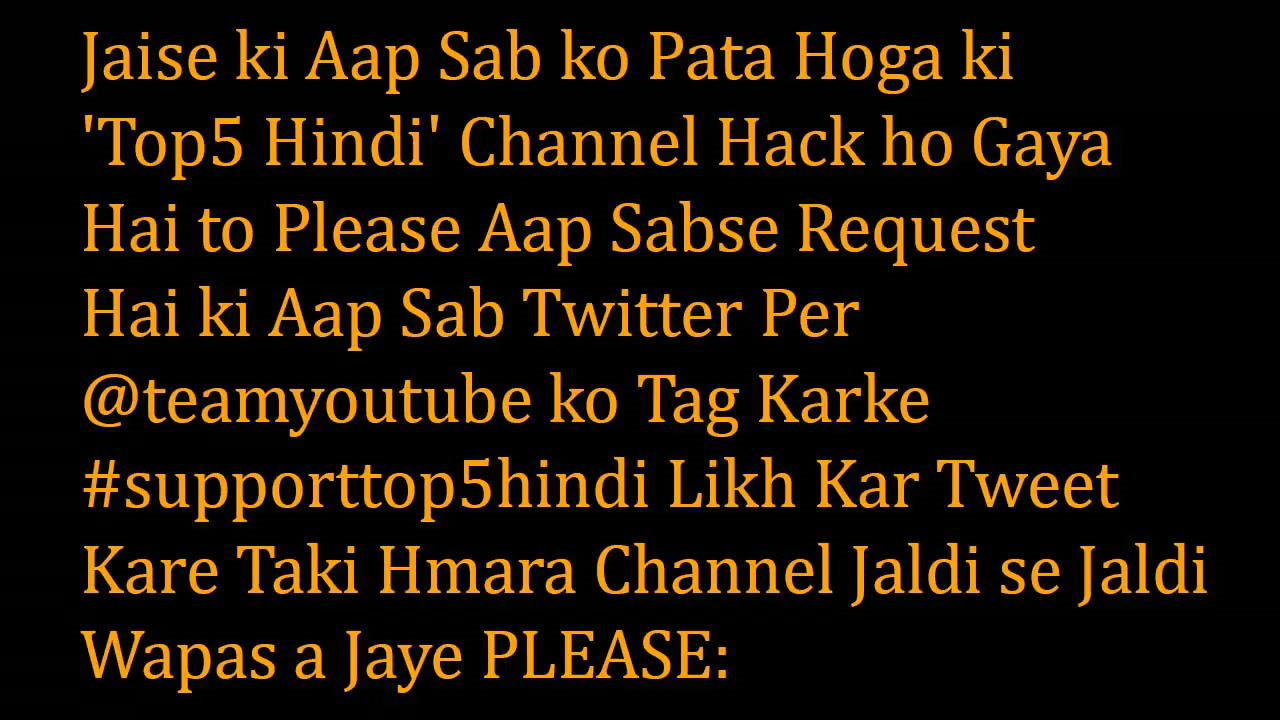 Jaise ki Aap Sab ko Pata Hoga ki
'Top5 Hindi' Channel Hack ho Gaya
Hai to Please Aap Sabse Request
Hai ki Aap Sab Twitter Per
@teamyoutube ko Tag Karke
#supporttop5hindi Likh Kar Tweet
Kare Taki Hmara Channel Jaldi se Jaldi
Wapas a Jaye PLEASE: